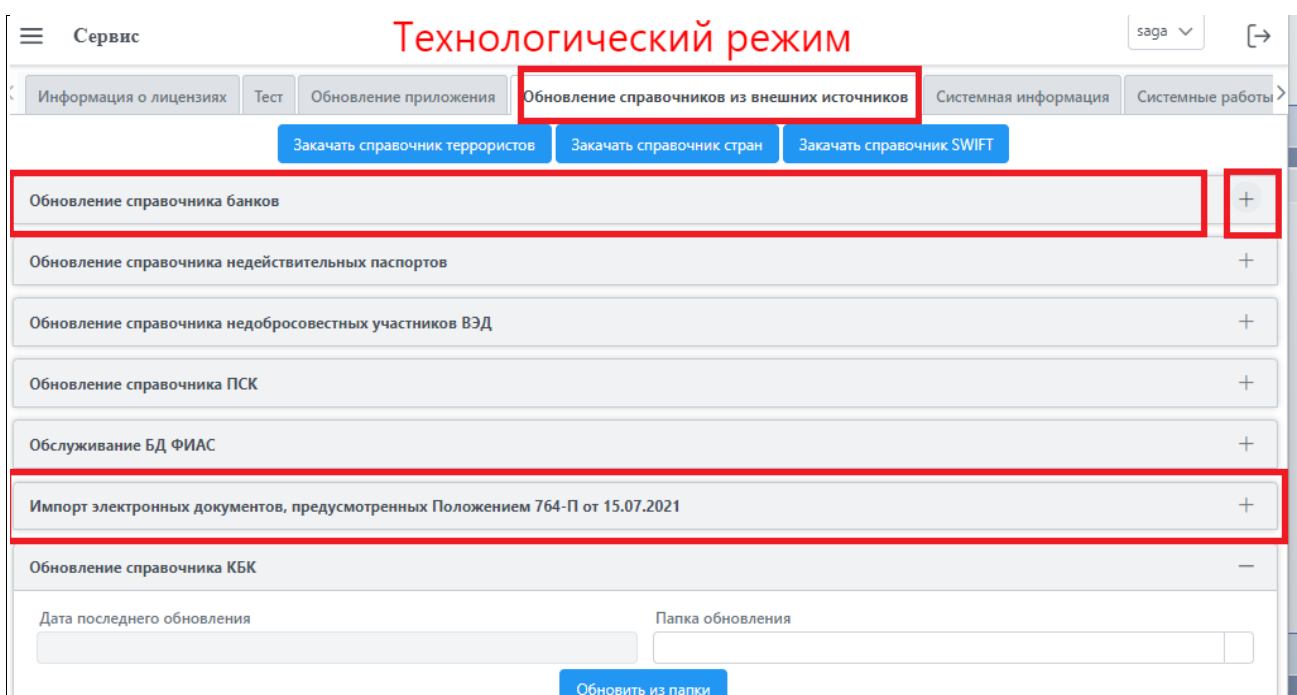 Сервис
Технологический режим
saga
Информация о лицензиях
Тест
Обновление приложения
Обновление справочников из внешних источников
Системная информация
Системные работы
Закачать справочник террористов
Закачать справочник стран
Закачать справочник SWIFT
Обновление справочника банков
Обновление справочника недействительных паспортов
Обновление справочника недобросовестных участников ВЭД
Обновление справочника ПСК
Обслуживание БД ФИАС
Импорт электронных документов, предусмотренных Положением 764-П от 15.07.2021
Обновление справочника КБК
Дата последнего обновления
Папка обновления
Обновить из папки